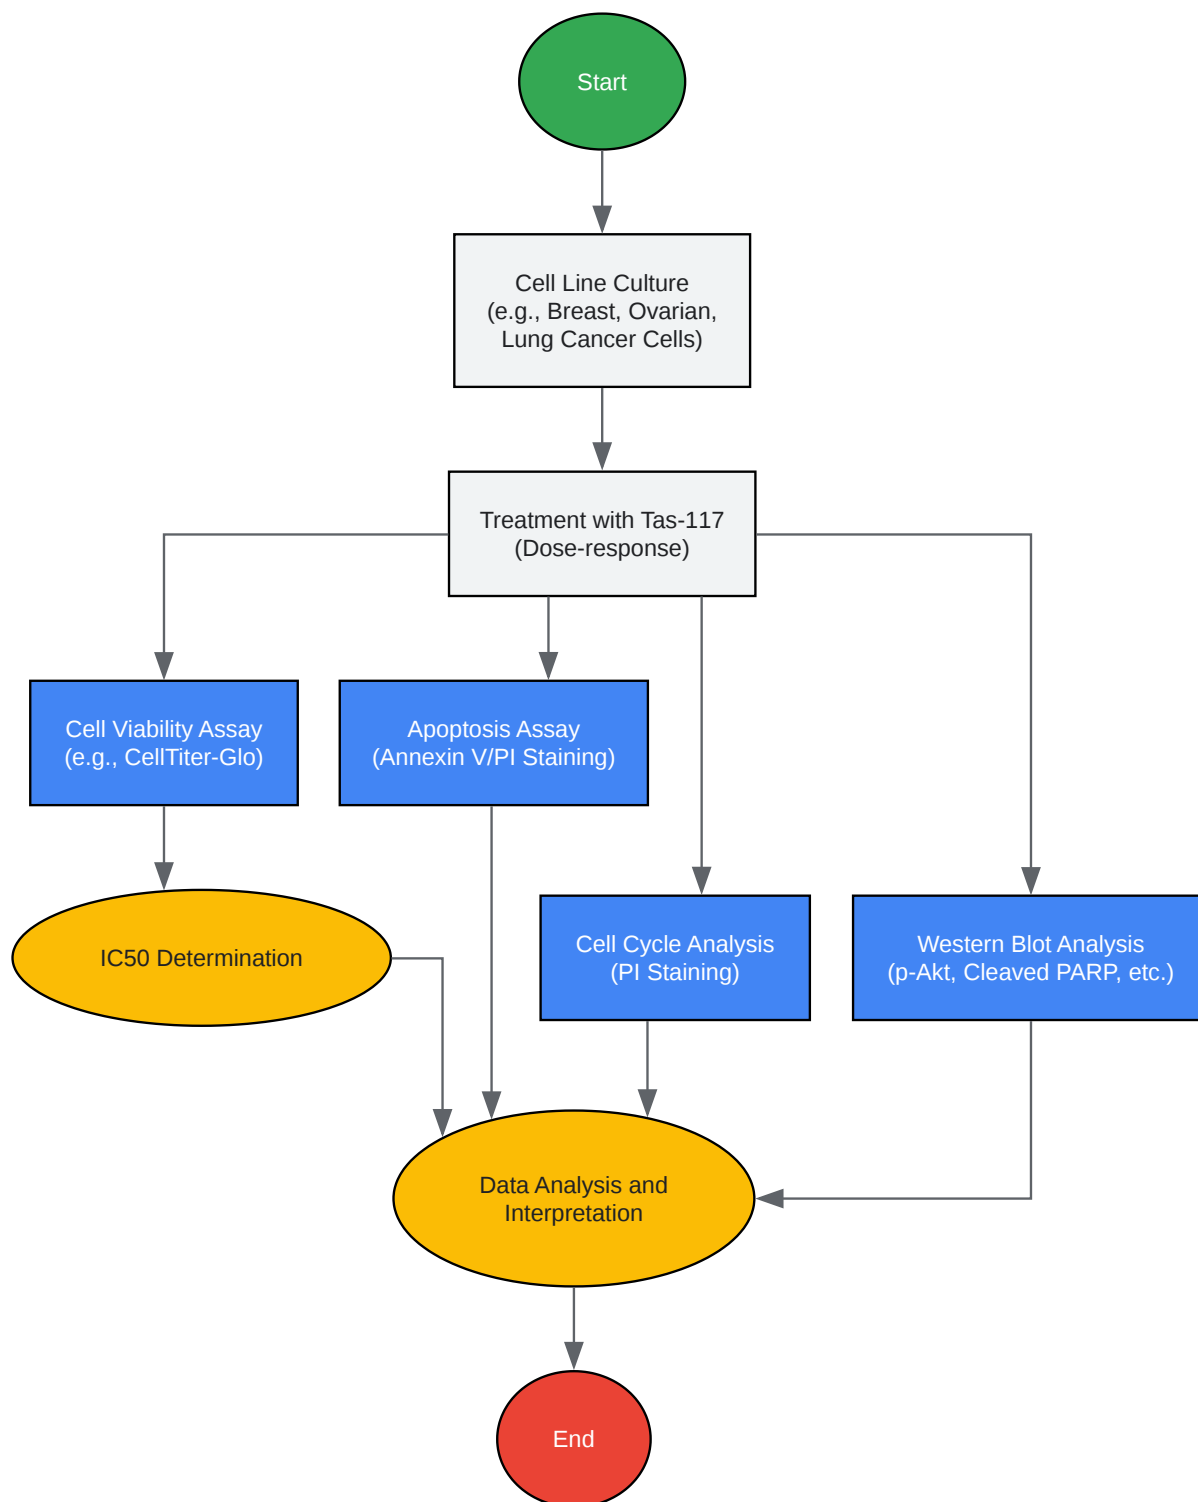 Start
Cell Line Culture
(e.g., Breast, Ovarian,
Lung Cancer Cells)
Treatment with Tas-117
(Dose-response)
Cell Viability Assay
(e.g., CellTiter-Glo)
Apoptosis Assay
(Annexin V/PI Staining)
IC50 Determination
Cell Cycle Analysis
(PI Staining)
Western Blot Analysis
(p-Akt, Cleaved PARP, etc.)
Data Analysis and
Interpretation
End